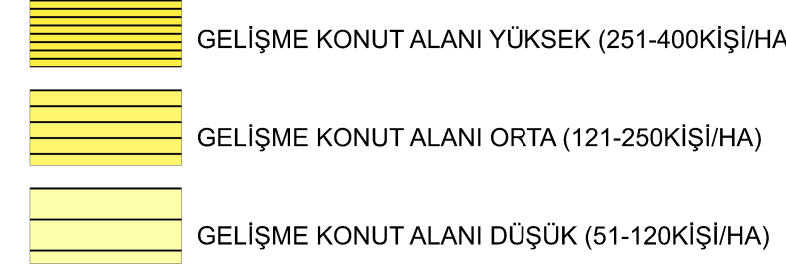 GELİŞME KONUT ALANI YÜKSEK (251-400KİŞİ/HA
GELİŞME KONUT ALANI ORTA (121-250KİŞİ/HA)
GELİŞME KONUT ALANI DÜŞÜK (51-120KİŞİ/HA)